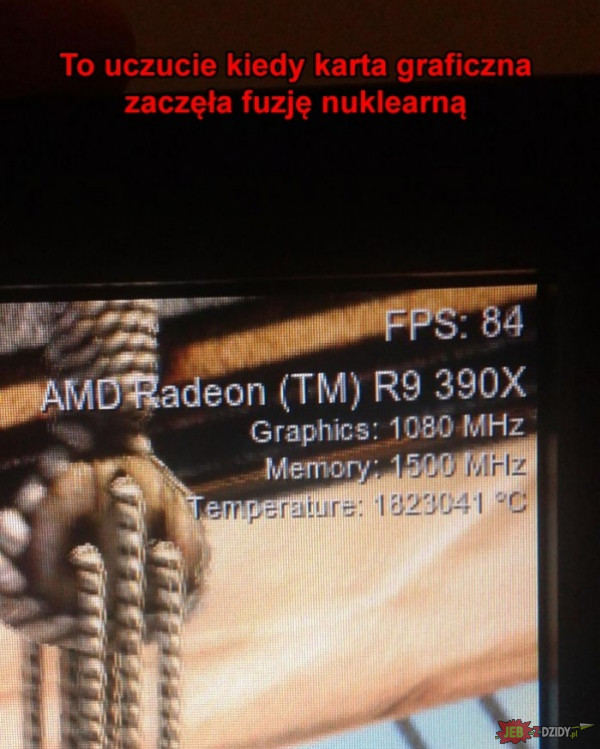 To uczucie kiedy karta graficzna
zaczęła fuzję nuklearną
FPS: 84
AMD Radeon (TM) R9 390X
Graphics: 1080 MHz
Memory: 1500 MHz
Temperature: 1823041 °C
JEBZDZIDY.pl